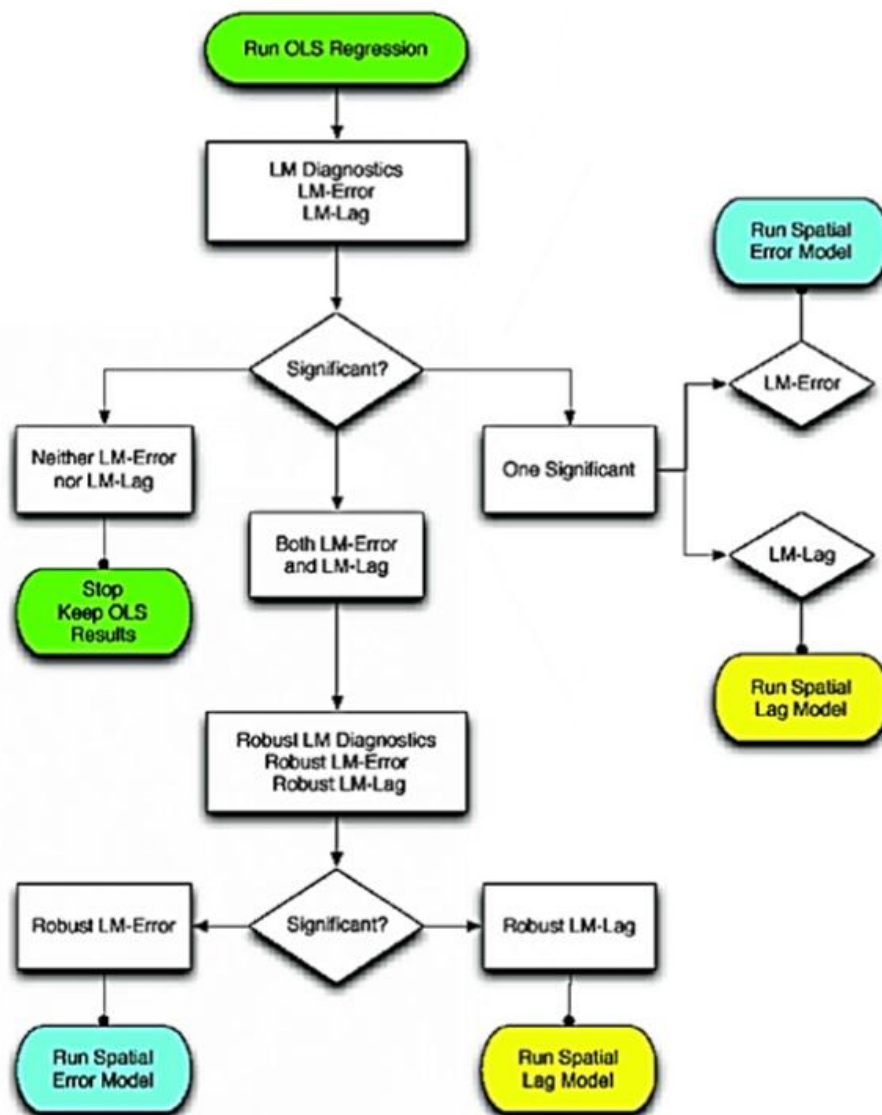 Run OLS Regression
LM Diagnostics
LM-Error
LM-Lag
Run Spatial
Error Model
Significant?
LM-Error
Neither LM-Error
nor LM-Lag
One Significant
Both LM-Error
and LM-Lag
LM-Lag
Stop
Keep OLS
Results
Run Spatial
Lag Model
Robust LM Diagnostics
Robust LM-Error
Robust LM-Lag
Robust LM-Error
Significant?
Robust LM-Lag
Run Spatial
Error Model
Run Spatial
Lag Model